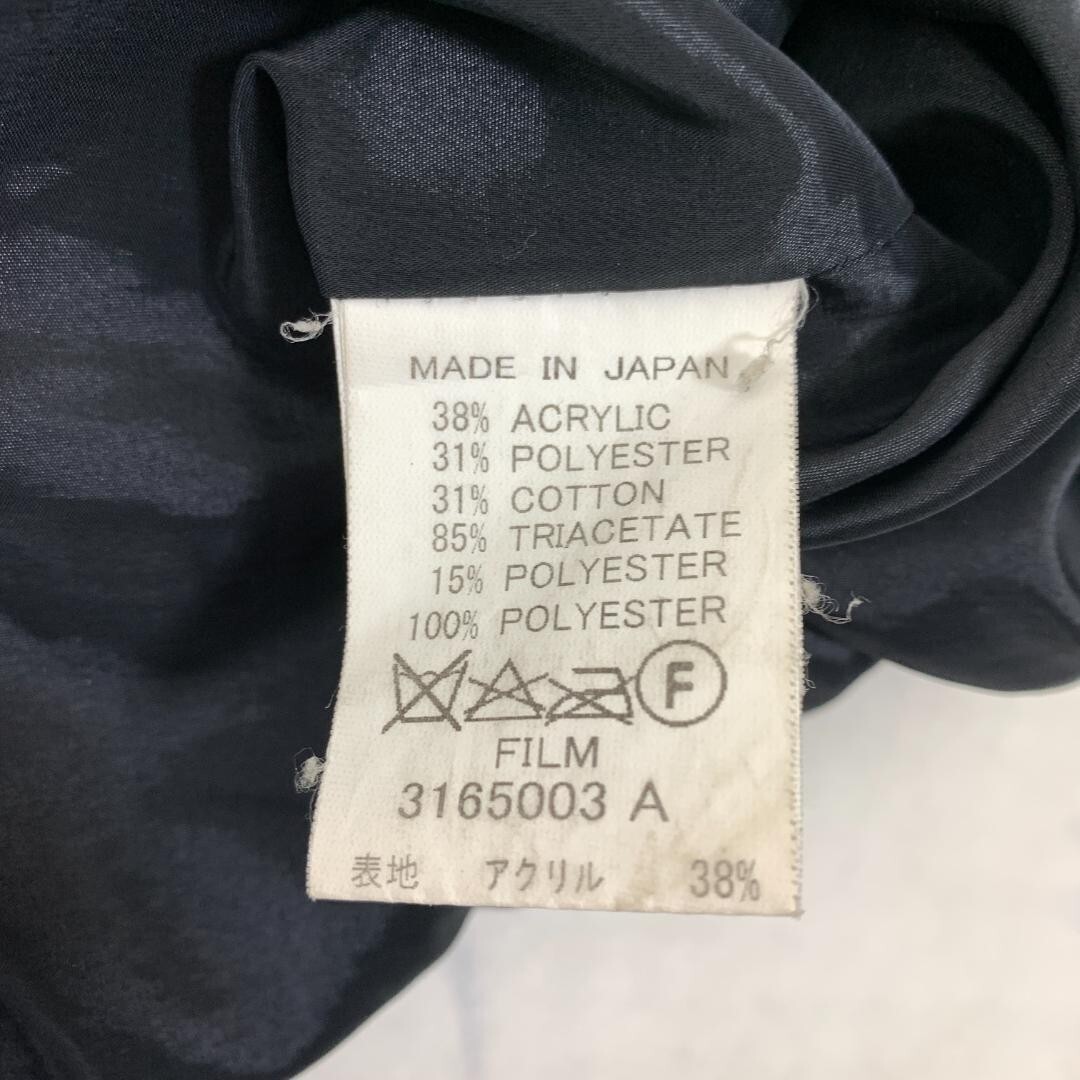 MADE IN JAPAN
38% ACRYLIC
31% POLYESTER
31% COTTON
85% TRIACETATE
15% POLYESTER
100% POLYESTER
F
FILM
3165003 A
表地 アクリル 38%